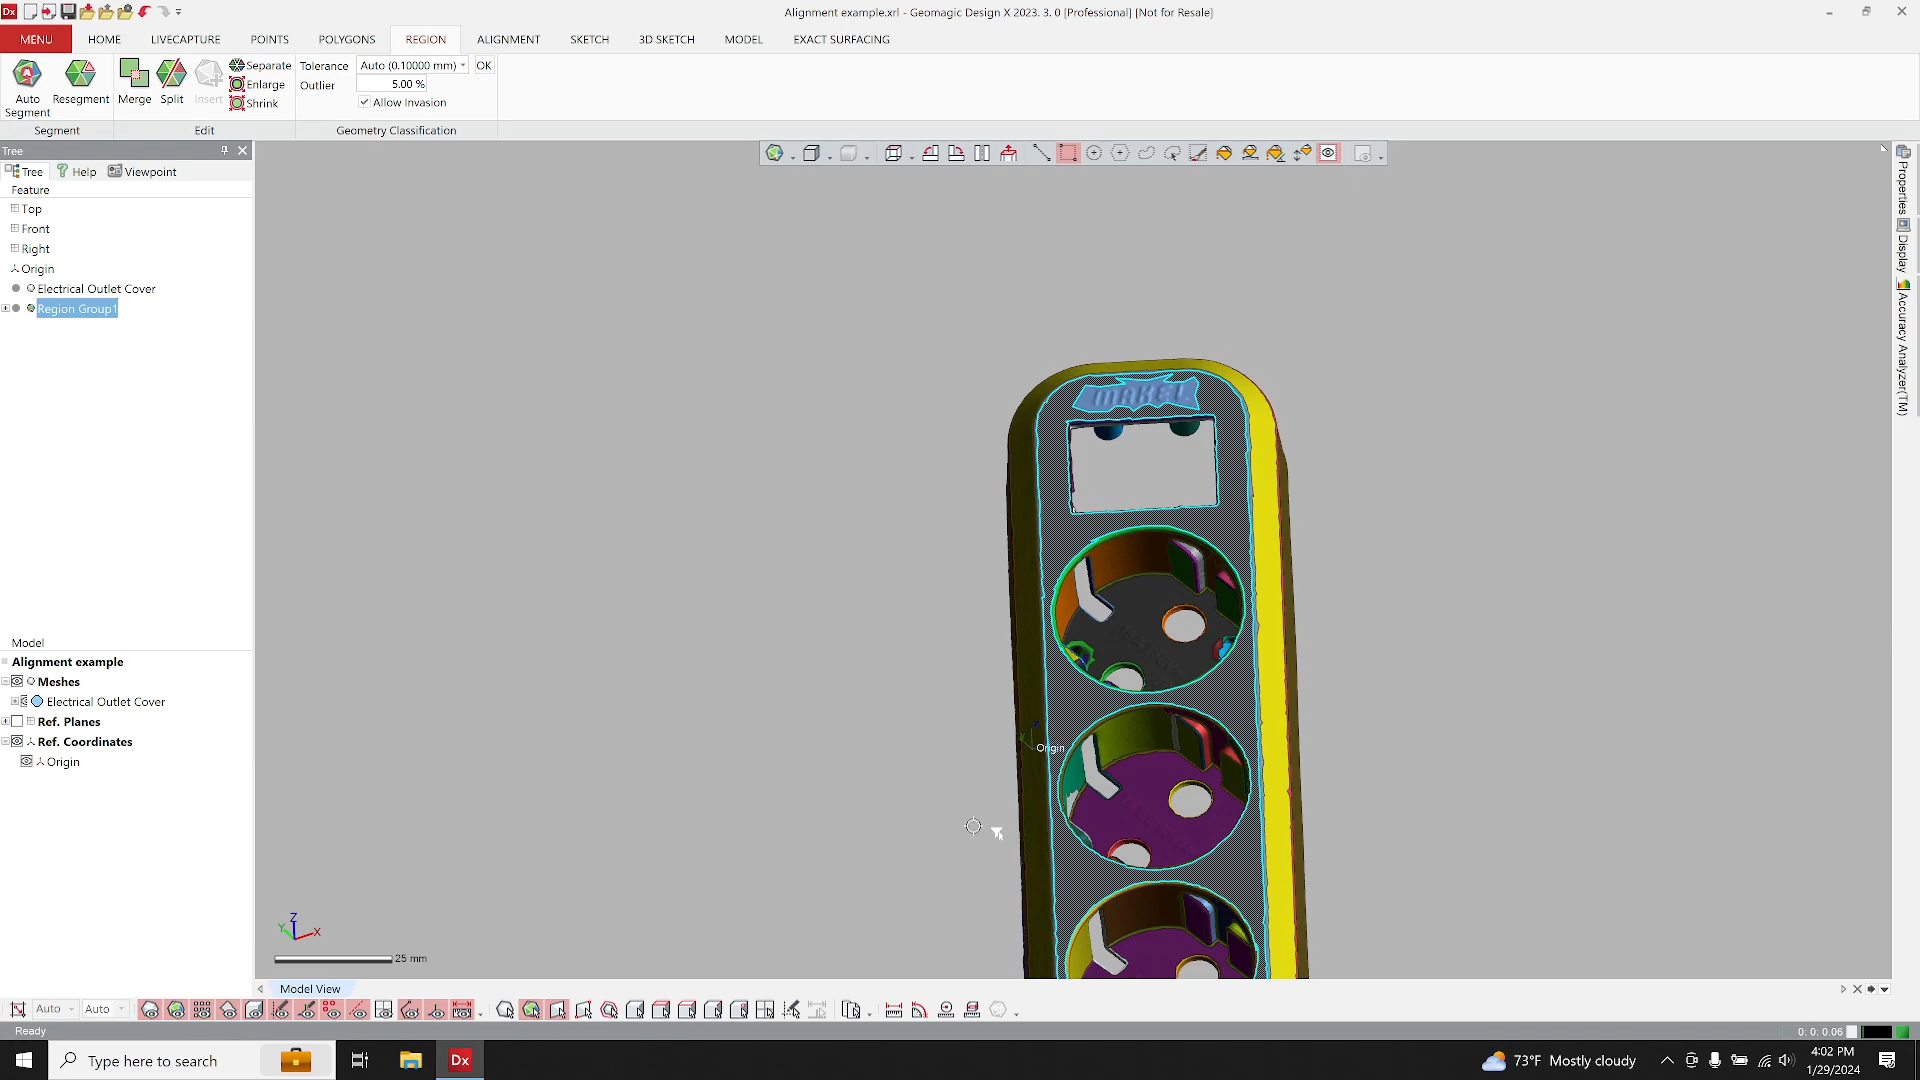 Alignment example.xrl - Geomagic Design X 2023. 3. 0 [Professional] [Not for Resale]
Dx
MENU
HOME
LIVECAPTURE
POINTS
POLYGONS
REGION
ALIGNMENT
SKETCH
3D SKETCH
MODEL
EXACT SURFACING
Auto Segment
Resegment
Merge
Split
Insert
Separate
Enlarge
Shrink
Tolerance Auto (0.10000 mm) OK
Outlier 5.00 %
Allow Invasion
Segment
Edit
Geometry Classification
Tree
Tree Help Viewpoint
Feature
Top
Front
Right
Origin
Electrical Outlet Cover
Region Group1
Model
Alignment example
Meshes
Electrical Outlet Cover
Ref. Planes
Ref. Coordinates
Origin
MAKEL
Origin
Z
Y
X
25 mm
Properties
Display
Accuracy Analyzer(TM)
Model View
Auto Auto
Ready
0: 0: 0.06
Type here to search
Dx
73°F Mostly cloudy
4:02 PM
1/29/2024